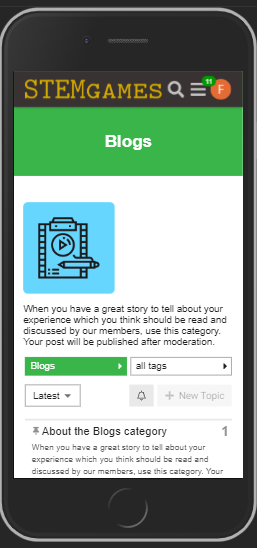 STEMGAMES 11 F
Blogs
When you have a great story to tell about your
experience which you think should be read and
discussed by our members, use this category.
Your post will be published after moderation.
Blogs all tags
Latest + New Topic
About the Blogs category 1
When you have a great story to tell about your
experience which you think should be read and
discussed by our members, use this category. Your